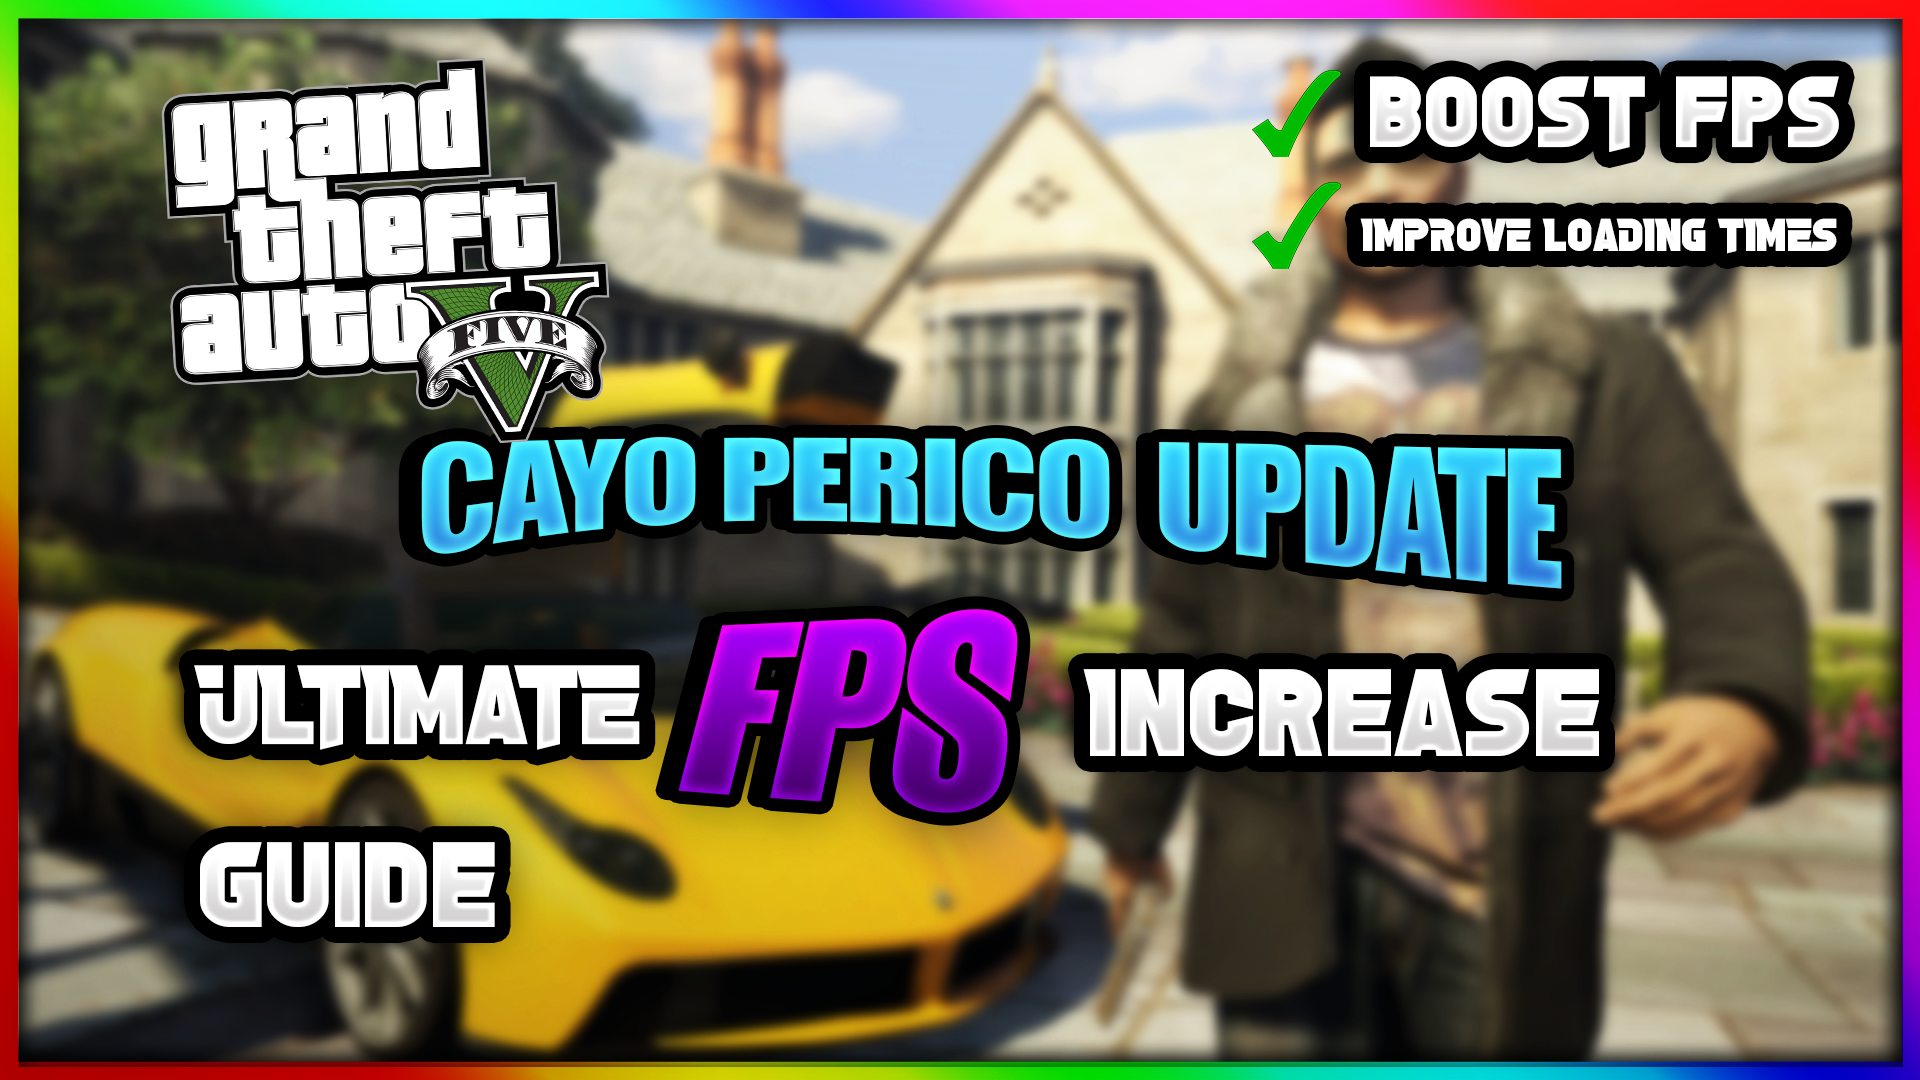 grand
theft
auto
FIVE
BOOST FPS
IMPROVE LOADING TIMES
CAYO PERICO UPDATE
ULTIMATE FPS INCREASE
GUIDE